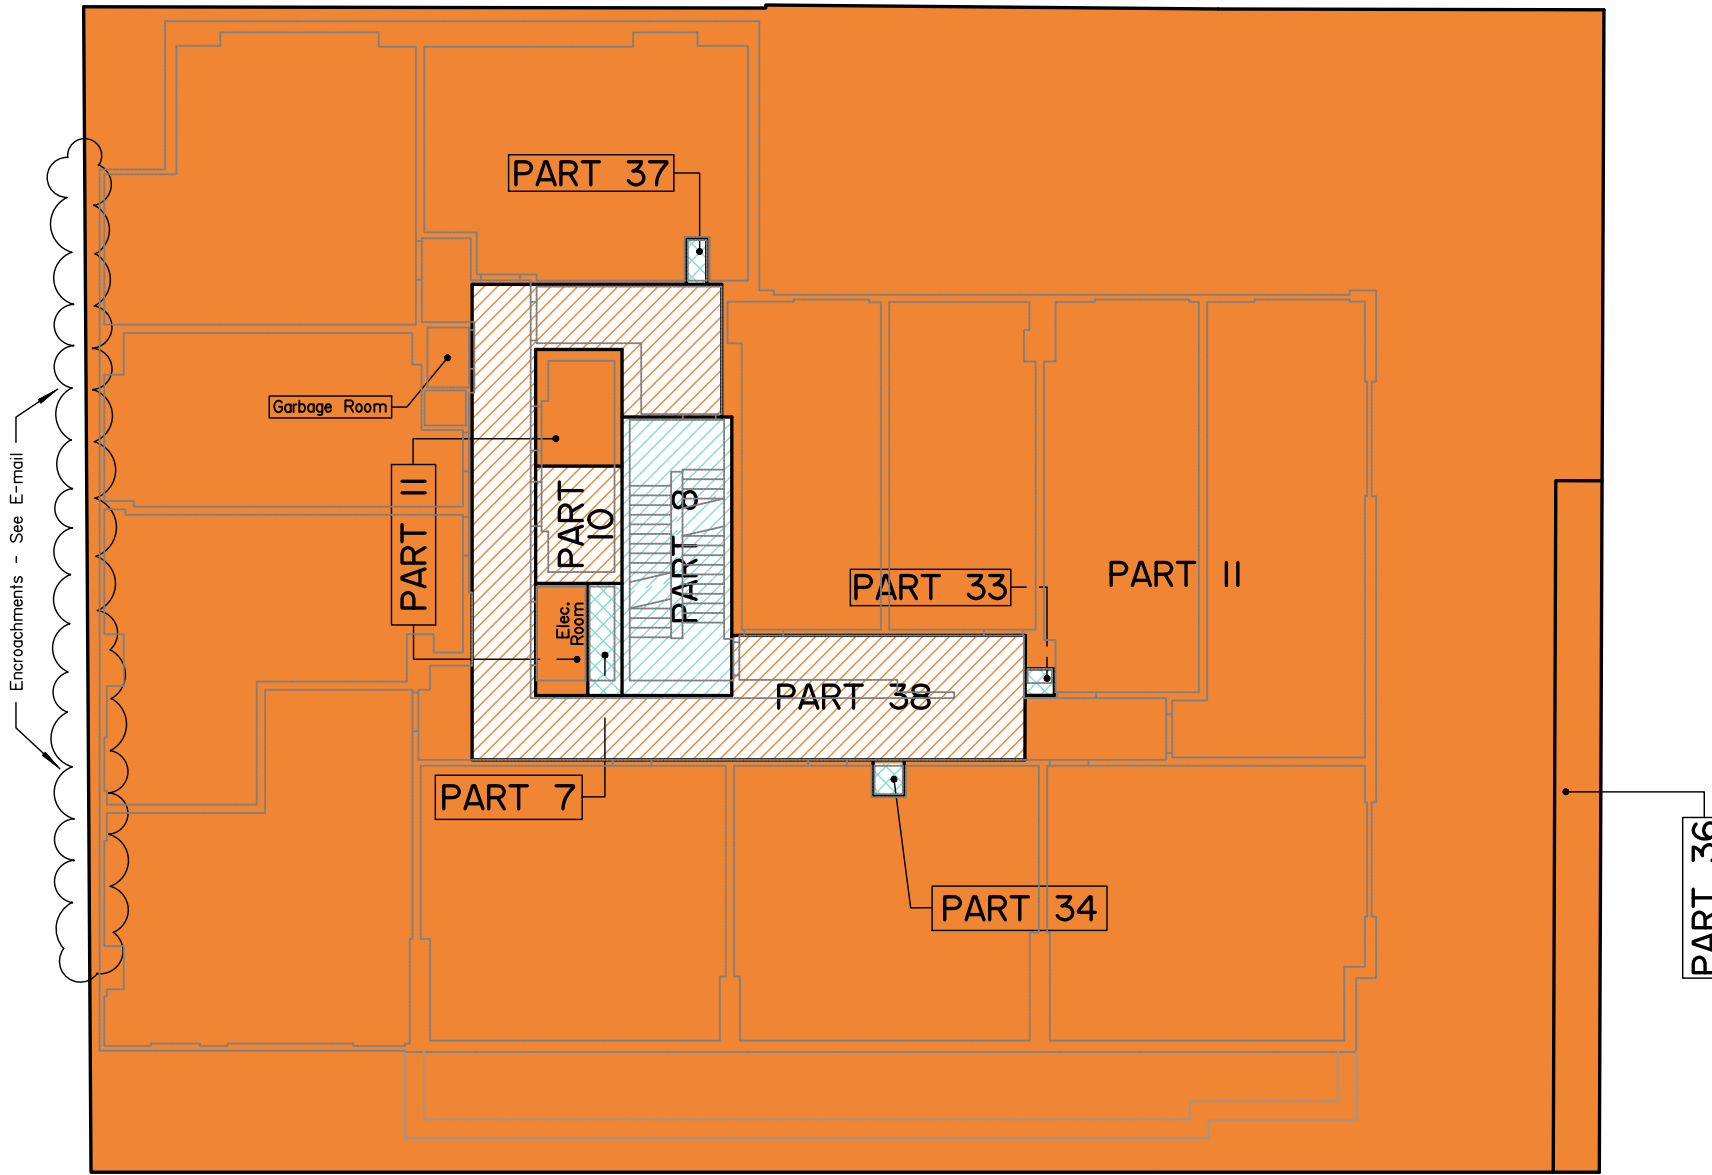 PART 37
Garbage Room
Encroachments - See E-mail
PART 11
PART
10
PART 8
Elec.
Room
PART 33
PART 11
PART 38
PART 7
PART 34
PART 36